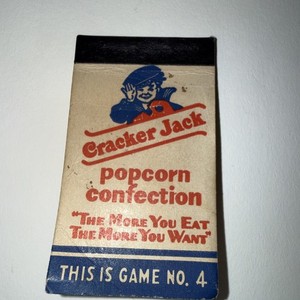 Cracker Jack
popcorn
confection
"THE MORE YOU EAT
THE MORE YOU WANT"
THIS IS GAME NO. 4